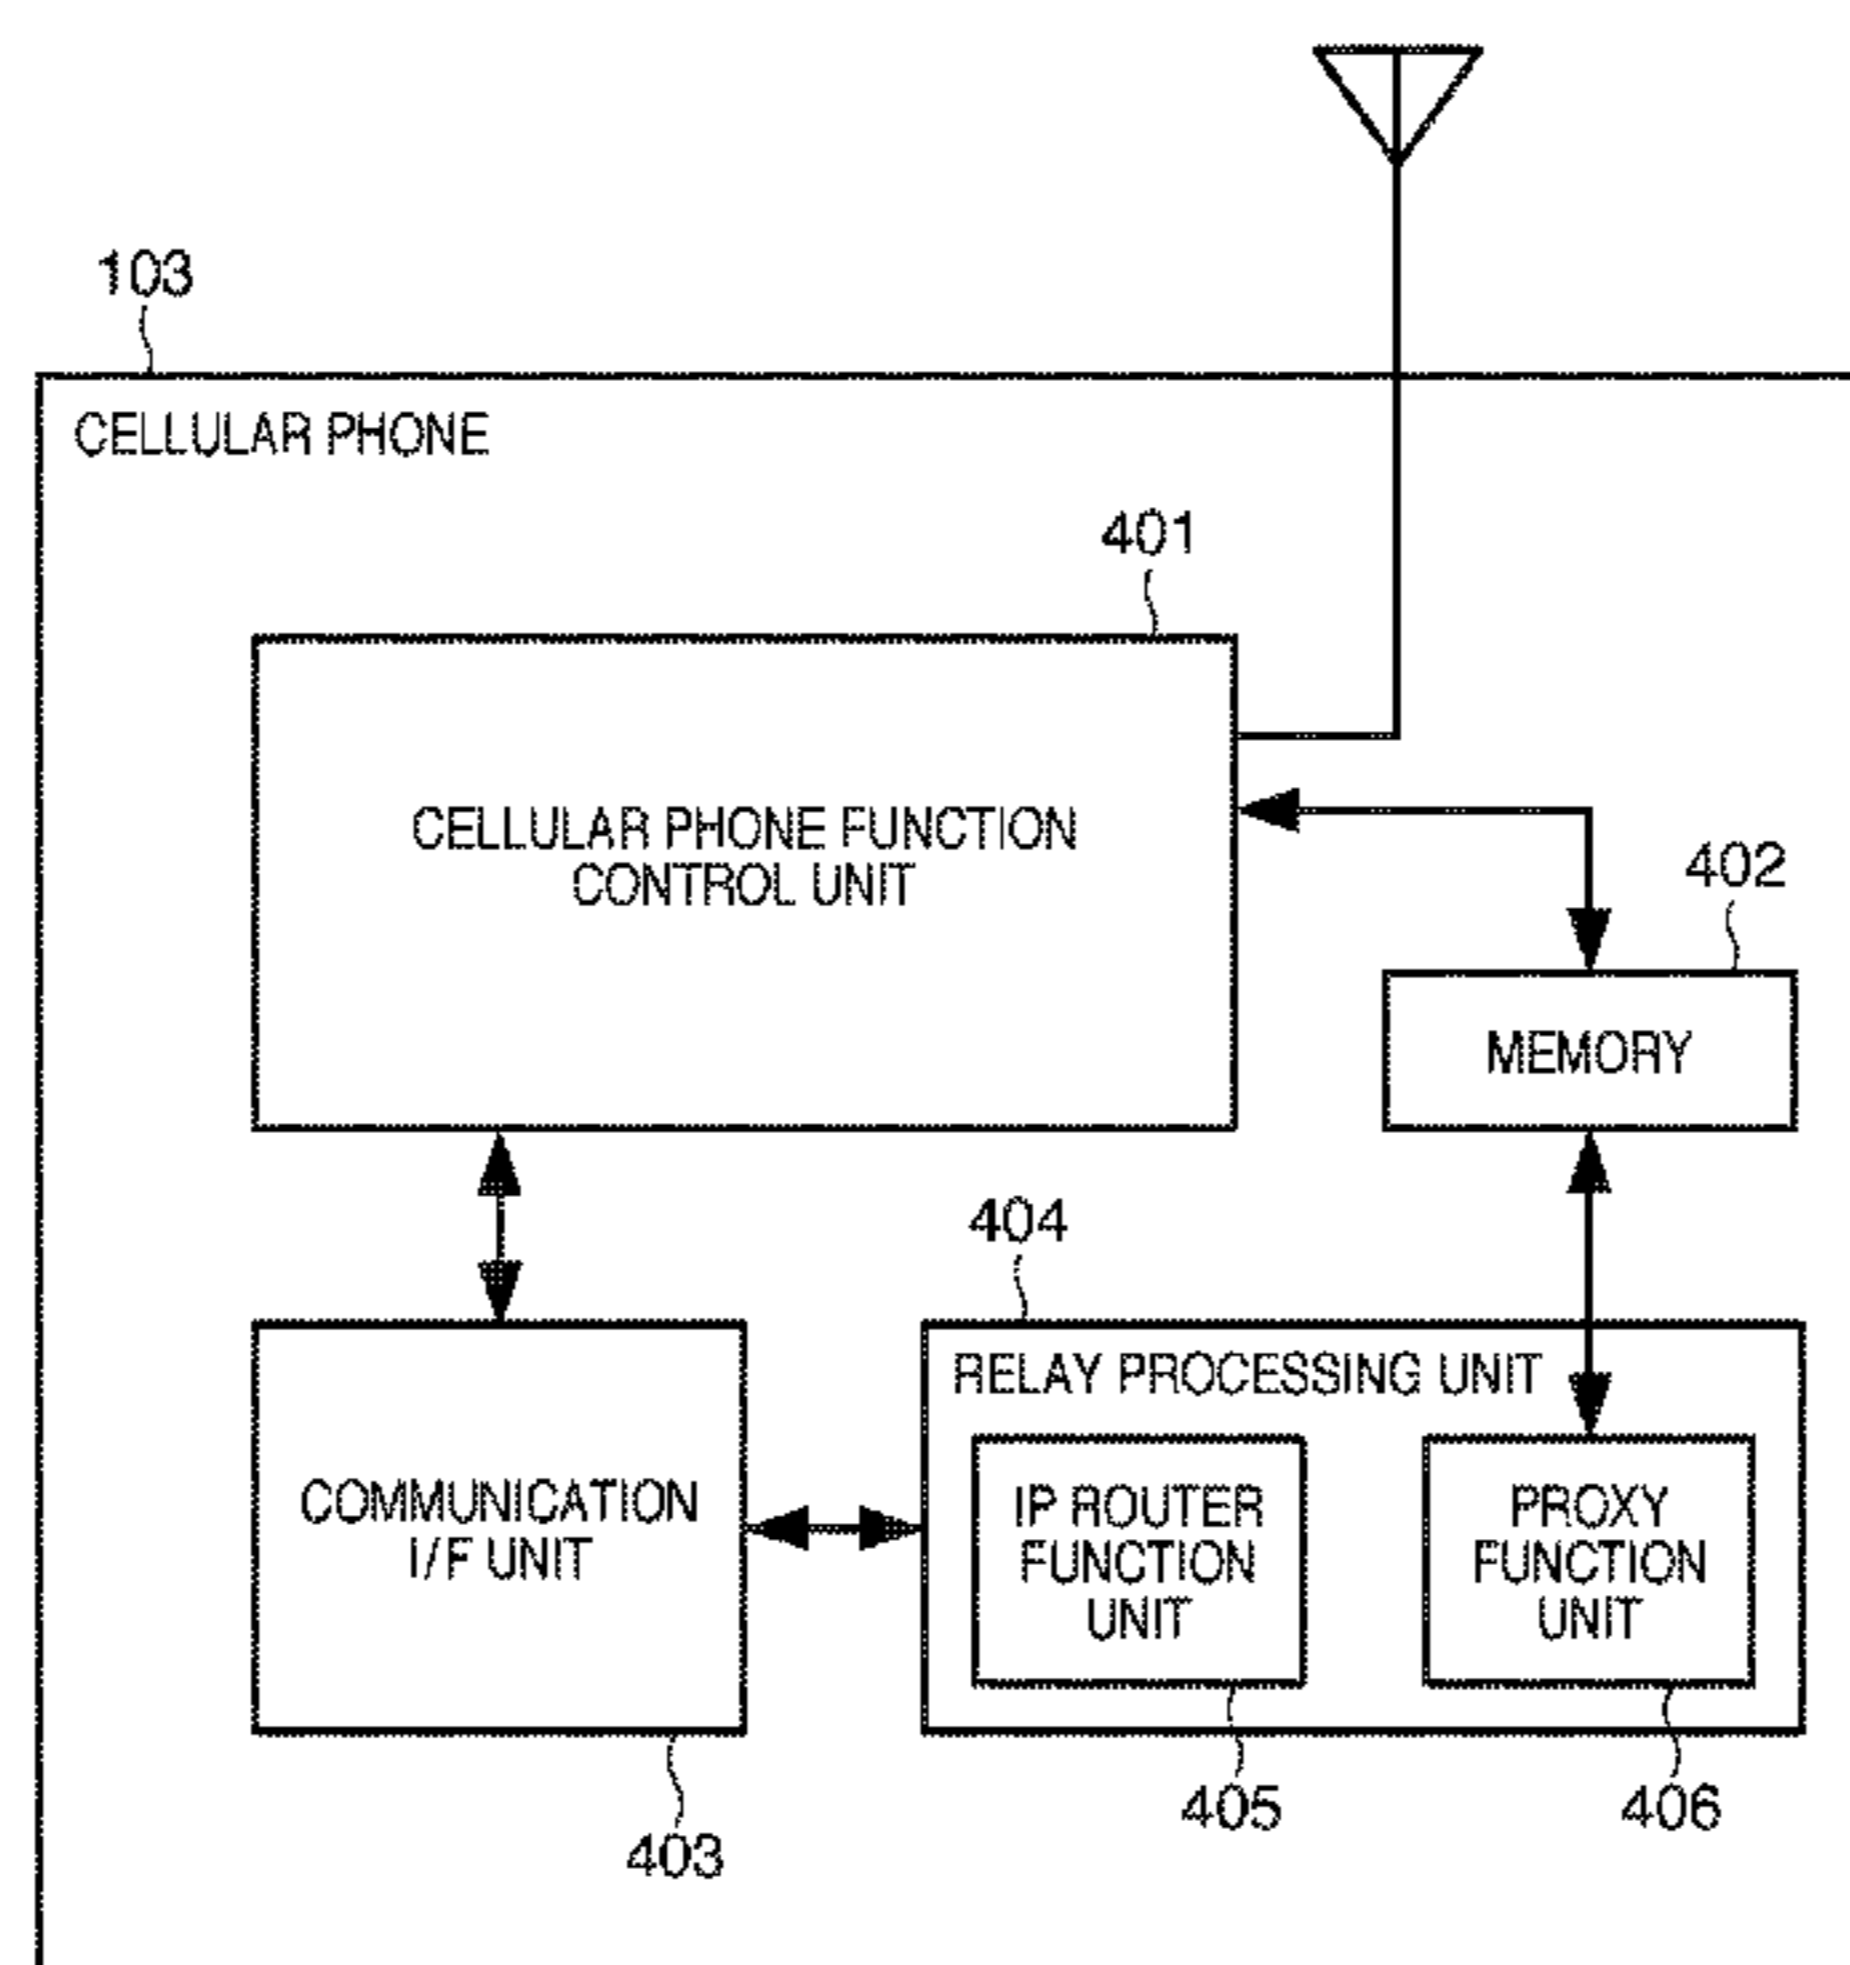 103
CELLULAR PHONE
401
CELLULAR PHONE FUNCTION
CONTROL UNIT
402
MEMORY
404
RELAY PROCESSING UNIT
COMMUNICATION
I/F UNIT
IP ROUTER
FUNCTION
UNIT
PROXY
FUNCTION
UNIT
405
406
403